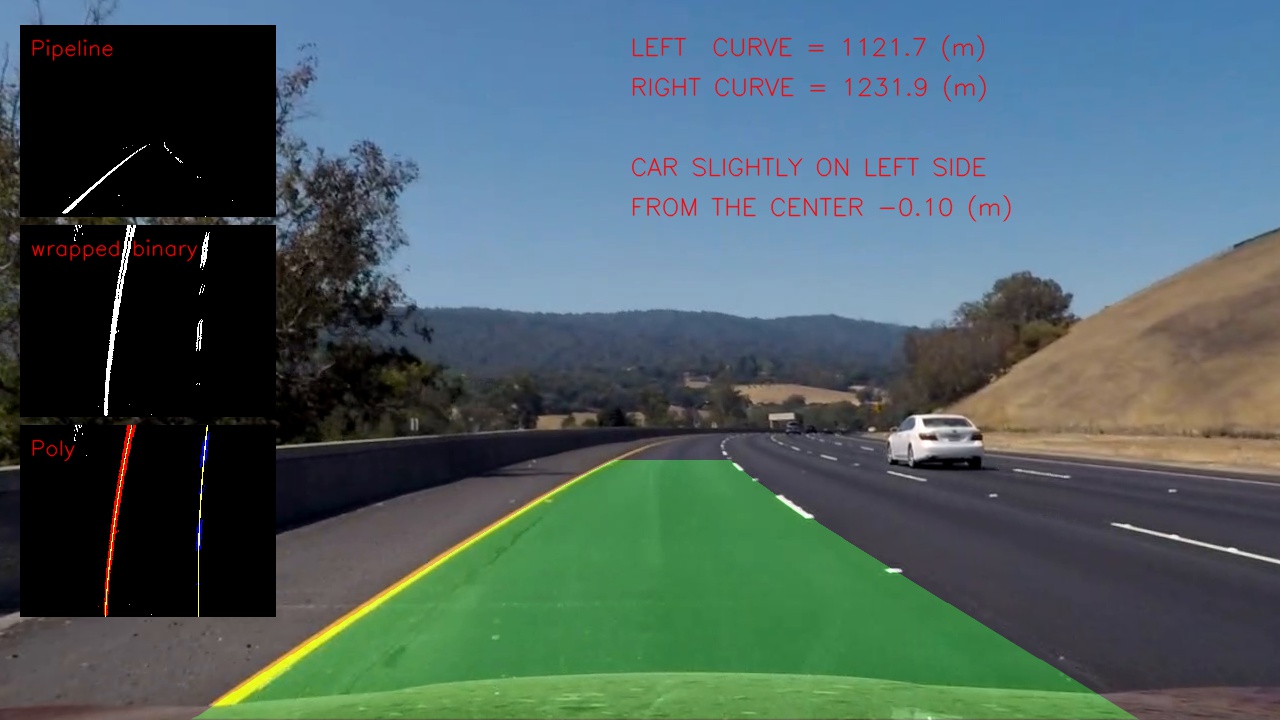 Pipeline
wrapped binary
Poly
LEFT CURVE = 1121.7 (m)
RIGHT CURVE = 1231.9 (m)
CAR SLIGHTLY ON LEFT SIDE
FROM THE CENTER -0.10 (m)